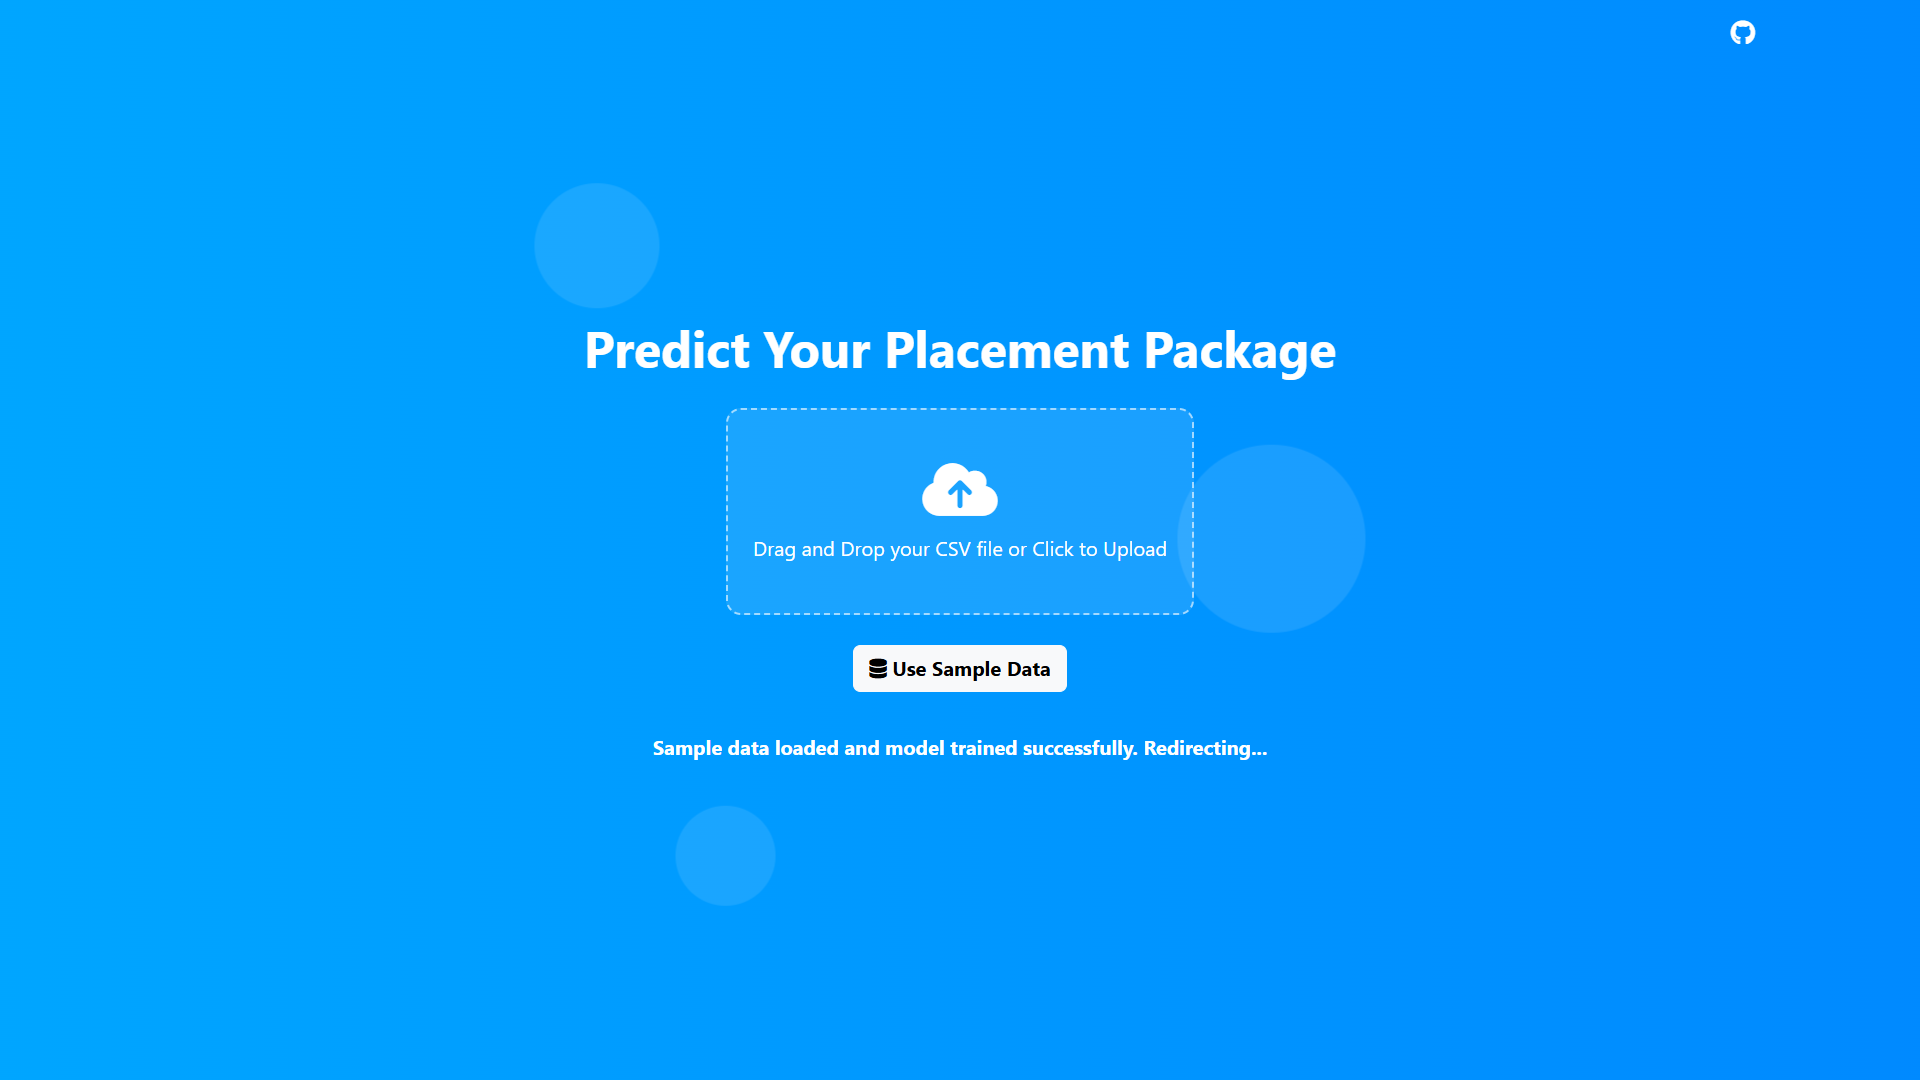 Predict Your Placement Package
Drag and Drop your CSV file or Click to Upload
Use Sample Data
Sample data loaded and model trained successfully. Redirecting...